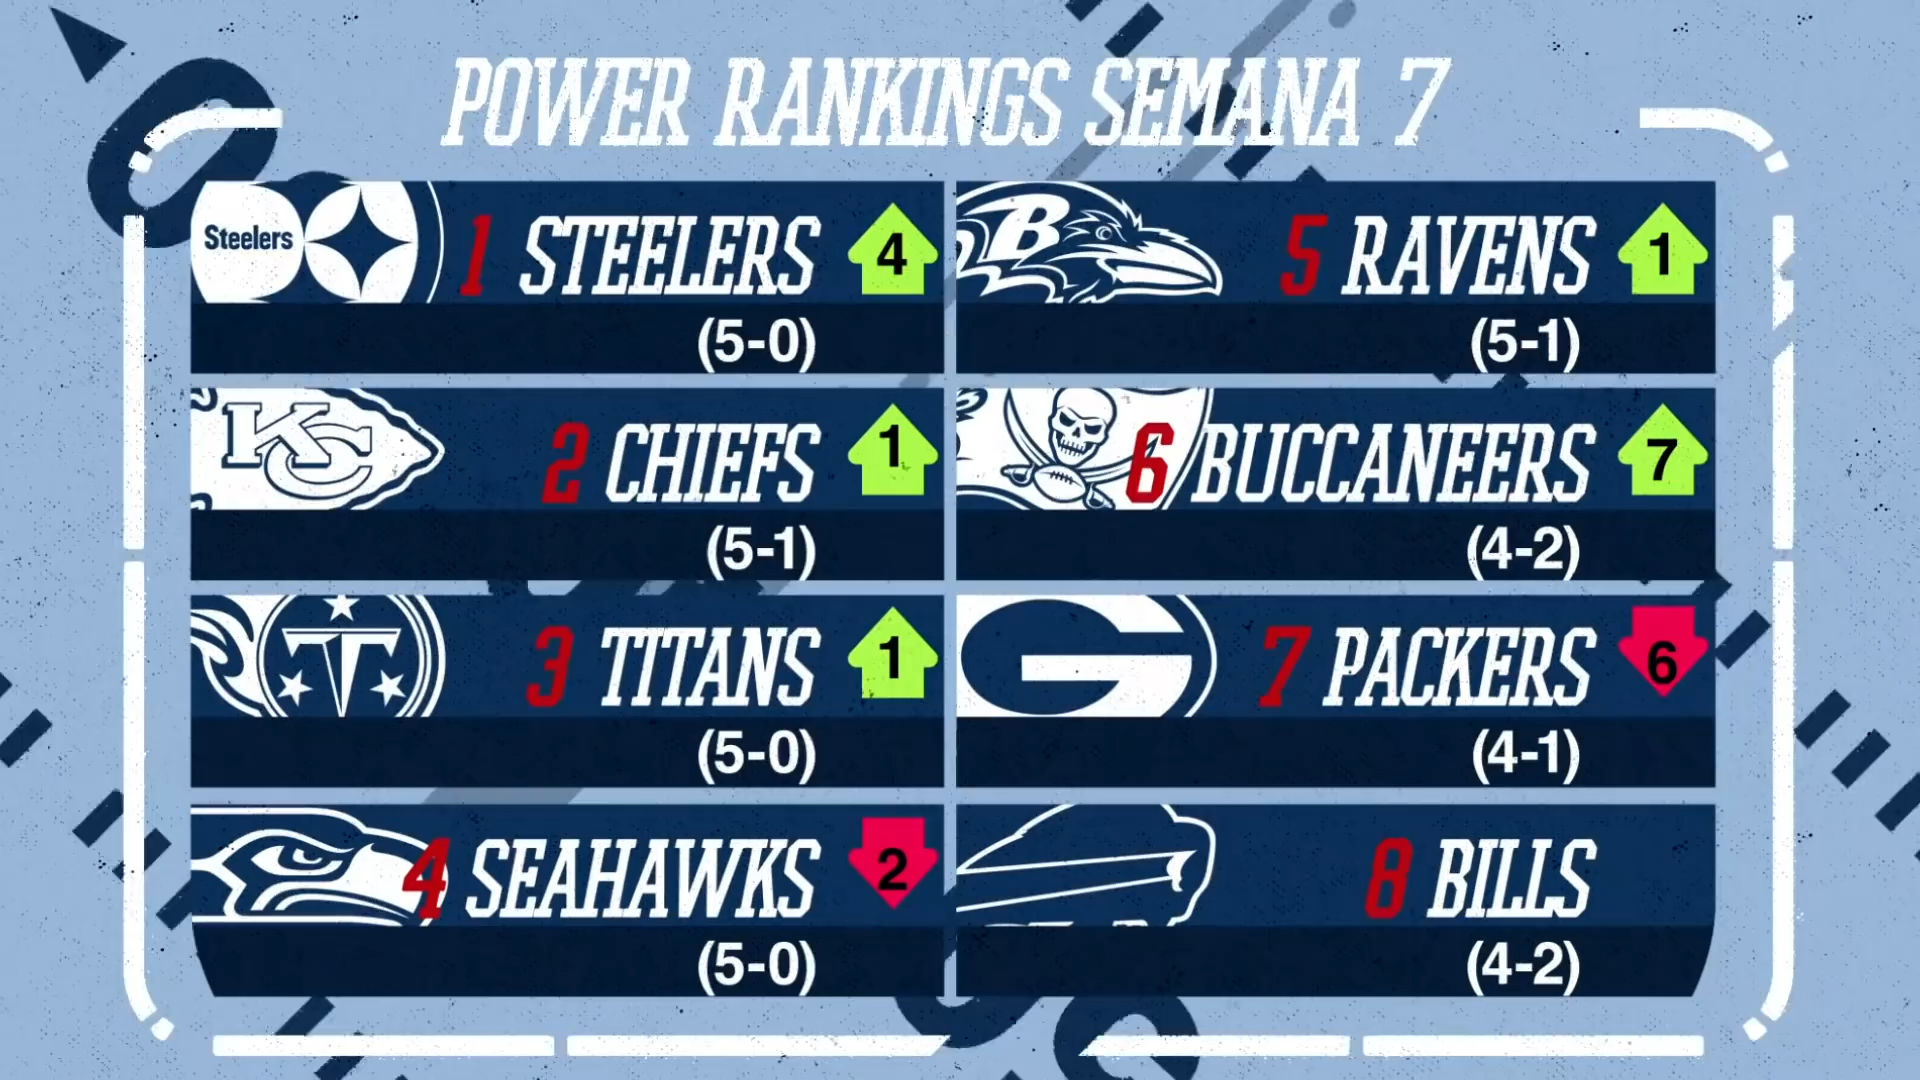 POWER RANKINGS SEMANA 7
Steelers
1 STEELERS 4
(5-0)
KC
2 CHIEFS 1
(5-1)
T
3 TITANS 1
(5-0)
4 SEAHAWKS 2
(5-0)
B
5 RAVENS 1
(5-1)
6 BUCCANEERS 7
(4-2)
G
7 PACKERS 6
(4-1)
8 BILLS
(4-2)